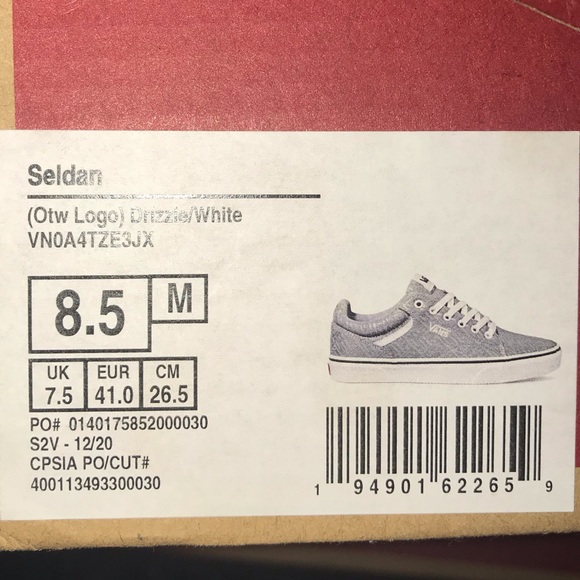 Seldan
(Otw Logo) Drizzle/White
VN0A4TZE3JX
8.5
M
UK EUR CM
7.5 41.0 26.5
PO# 0140175852000030
S2V - 12/20
CPSIA PO/CUT#
400113493300030
VANS
1 94901 62265 9